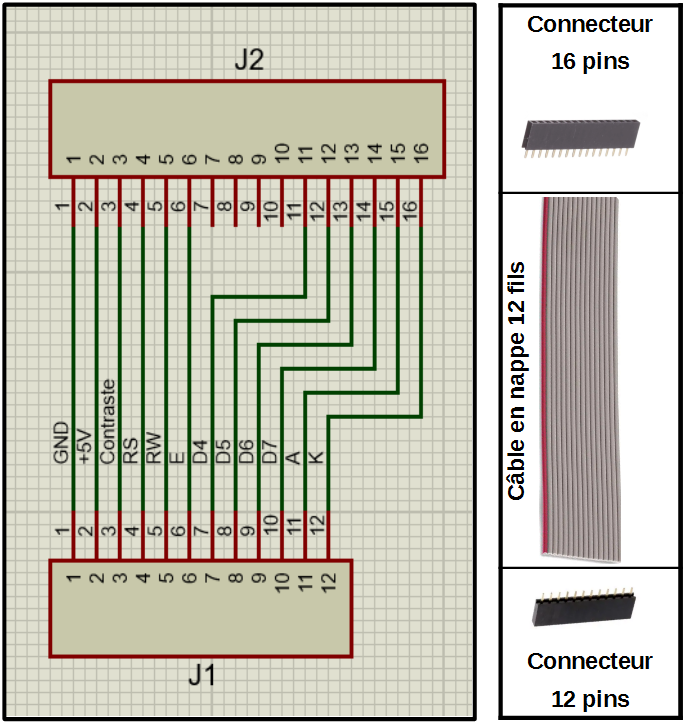 J2
1 2 3 4 5 6 7 8 9 10 11 12 13 14 15 16
1 2 3 4 5 6 7 8 9 10 11 12 13 14 15 16
GND
+5V
Contraste
RS
RW
E
D4
D5
D6
D7
A
K
1 2 3 4 5 6 7 8 9 10 11 12
1 2 3 4 5 6 7 8 9 10 11 12
J1
Connecteur
16 pins
Câble en nappe 12 fils
Connecteur
12 pins